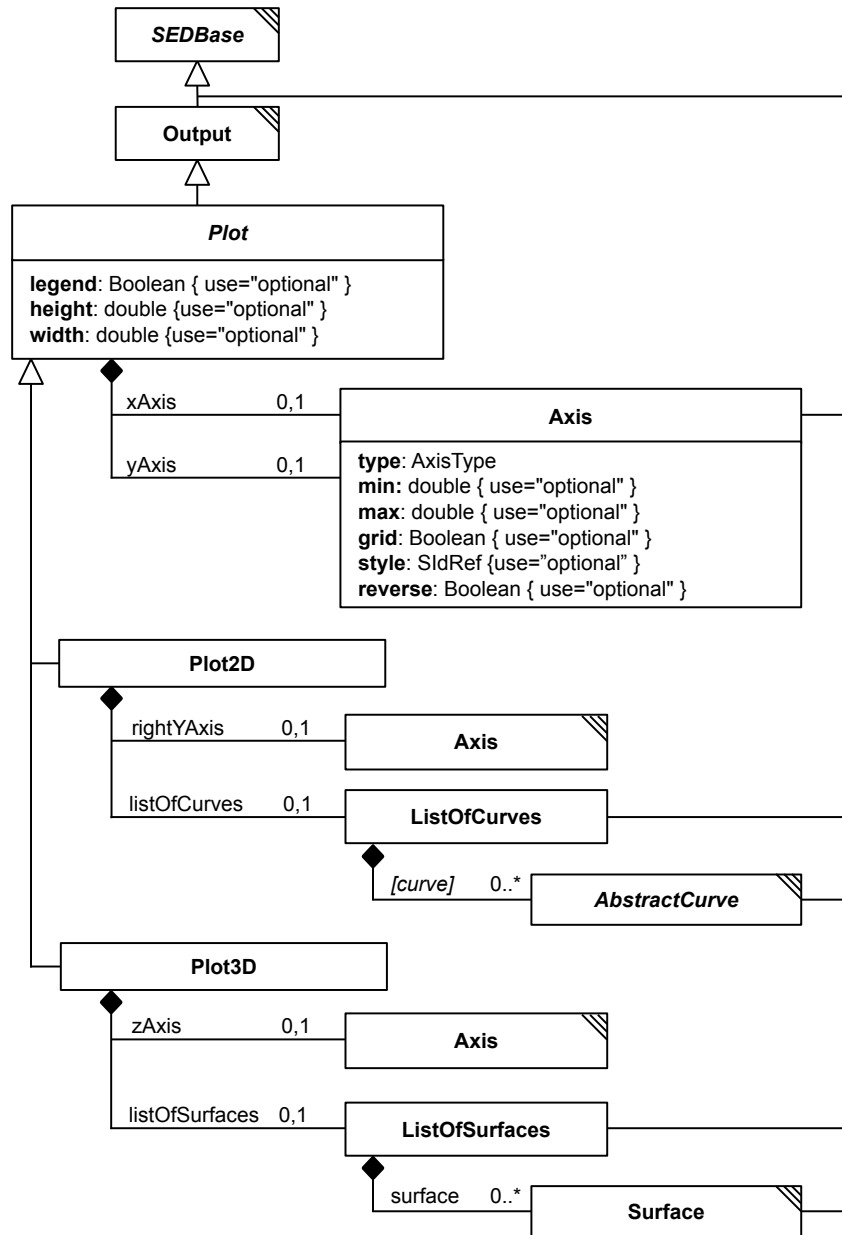 SEDBase
Output
Plot
legend: Boolean { use="optional" }
height: double {use="optional" }
width: double {use="optional" }
xAxis 0,1
Axis
yAxis 0,1
type: AxisType
min: double { use="optional" }
max: double { use="optional" }
grid: Boolean { use="optional" }
style: SIdRef {use=”optional” }
reverse: Boolean { use="optional" }
Plot2D
rightYAxis 0,1
Axis
listOfCurves 0,1
ListOfCurves
[curve] 0..*
AbstractCurve
Plot3D
zAxis 0,1
Axis
listOfSurfaces 0,1
ListOfSurfaces
surface 0..*
Surface